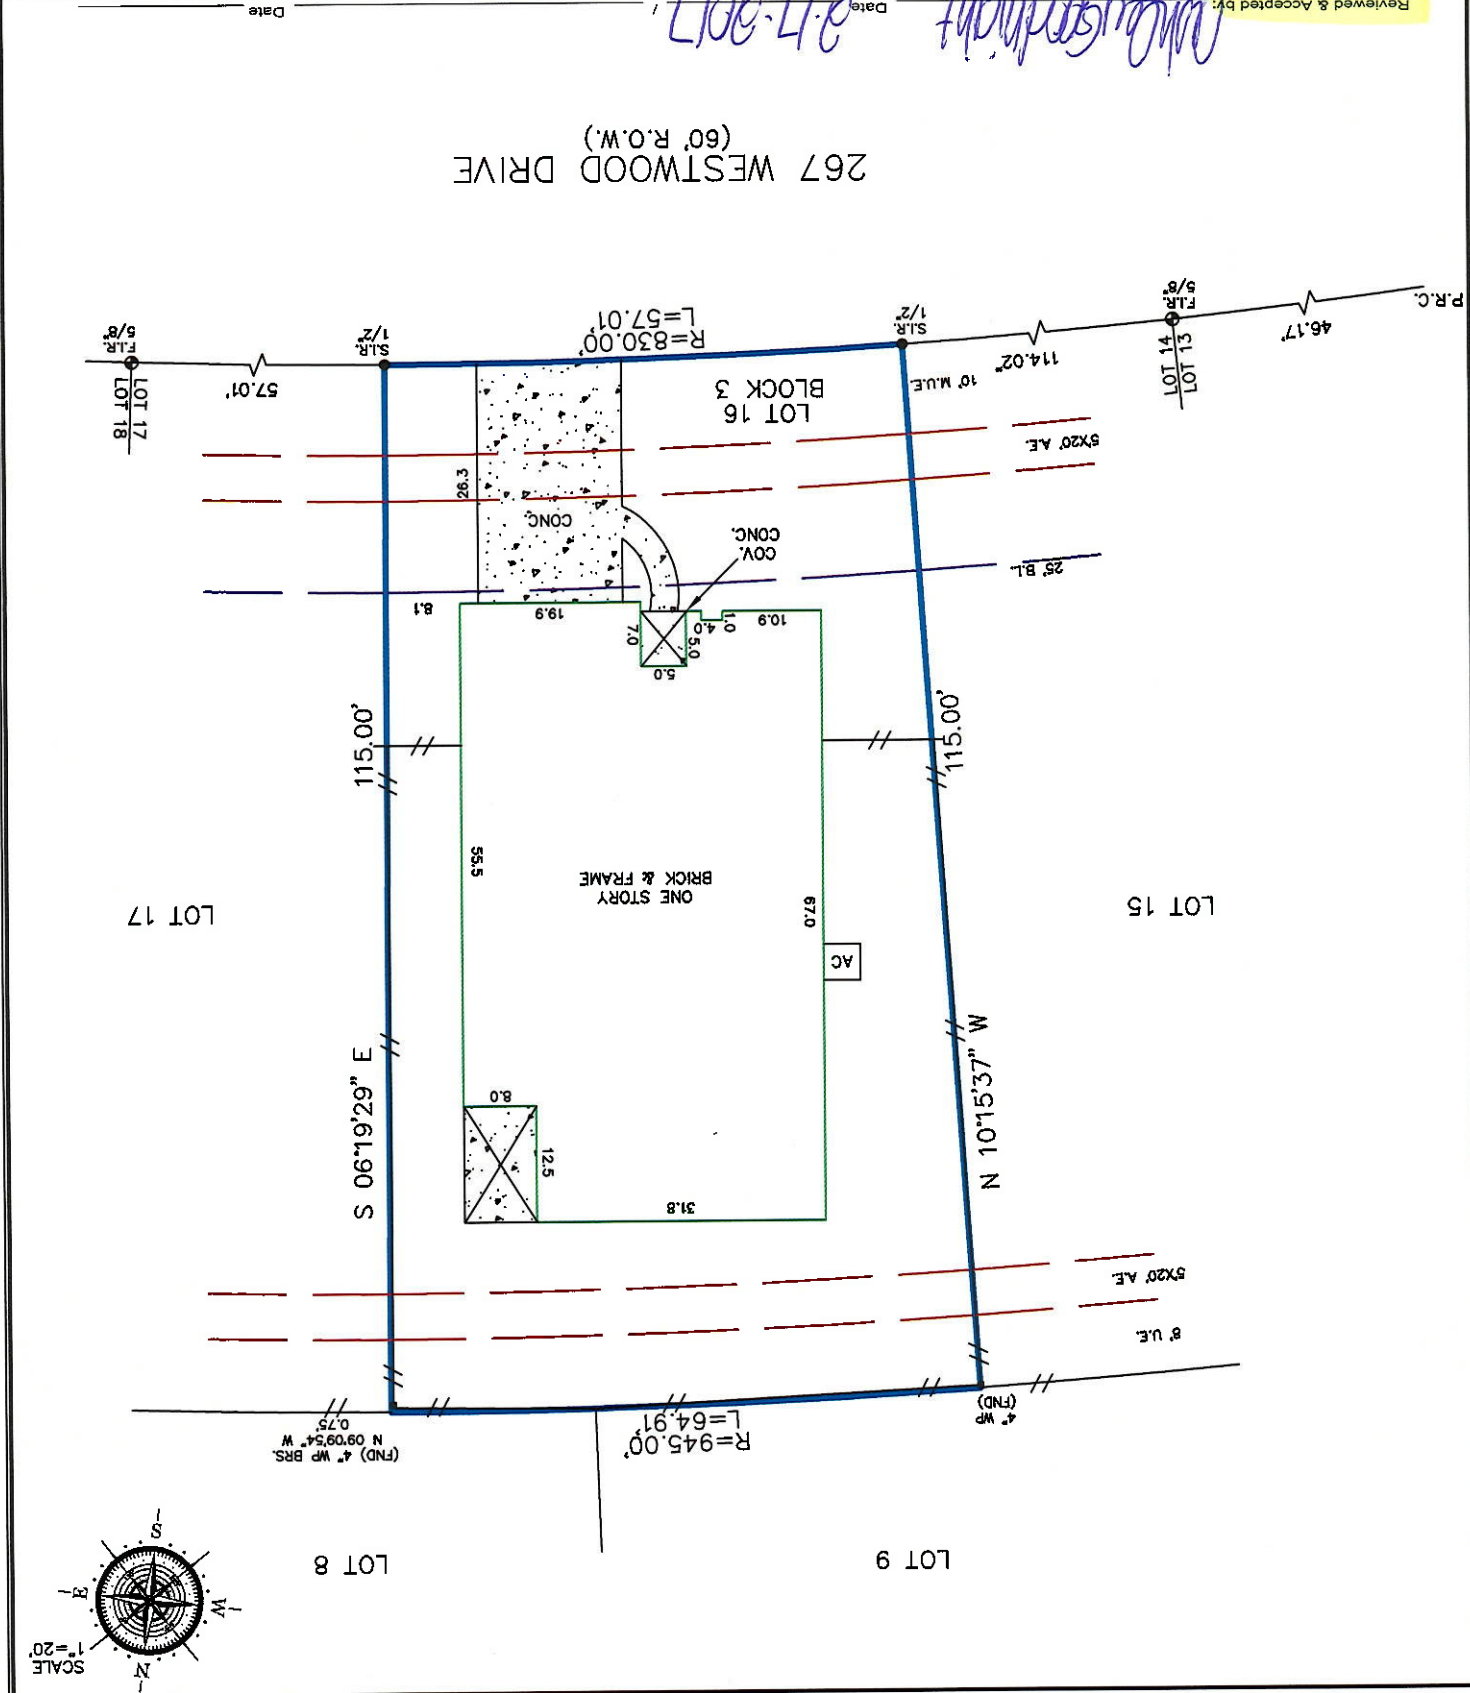 N
W
E
S
SCALE
1"=20'
LOT 9
LOT 8
(FND) 4" WP BRS.
N 09°09'54" W
0.75'
R=945.00'
L=64.91'
4" WP
(FND)
8' U.E.
5'X20' A.E.
31.8
12.5
8.0
N 10°15'37" W
S 06°19'29" E
AC
LOT 15
LOT 17
67.0
ONE STORY
BRICK & FRAME
55.5
115.00'
115.00'
5.0
5.0
7.0
10.9
1.0
4.0
19.9
8.1
25' B.L.
COV.
CONC.
CONC.
26.3
5'X20' A.E.
10' M.U.E.
LOT 16
BLOCK 3
LOT 13
LOT 14
LOT 17
LOT 18
P.R.C.
46.17'
F.I.R.
5/8"
114.02"
S.I.R.
1/2"
R=830.00'
L=57.01'
S.I.R.
1/2"
57.01'
F.I.R.
5/8"
267 WESTWOOD DRIVE
(60' R.O.W.)
Ashley Goodnight 2-17-2017
Reviewed & Accepted by: Date / Date